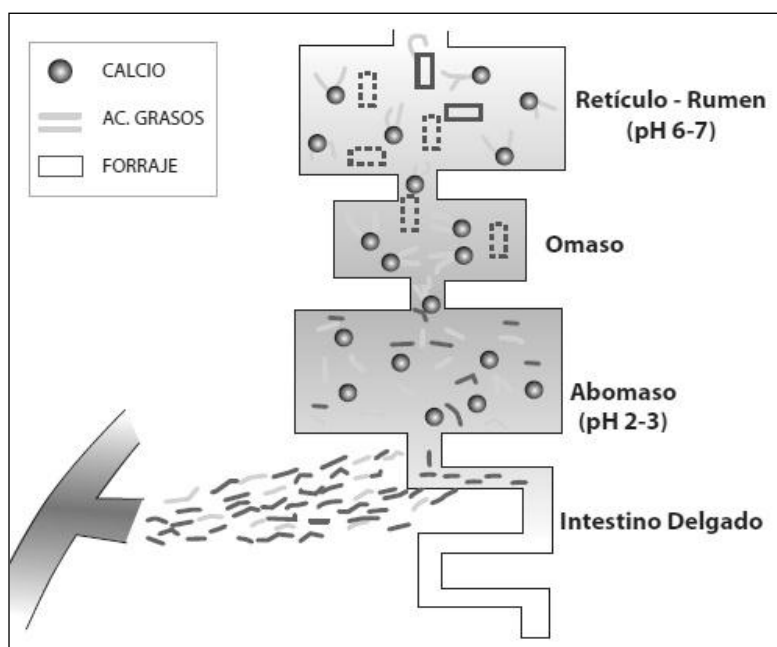 CALCIO
AC. GRASOS
FORRAJE
Retículo - Rumen
(pH 6-7)
Omaso
Abomaso
(pH 2-3)
Intestino Delgado